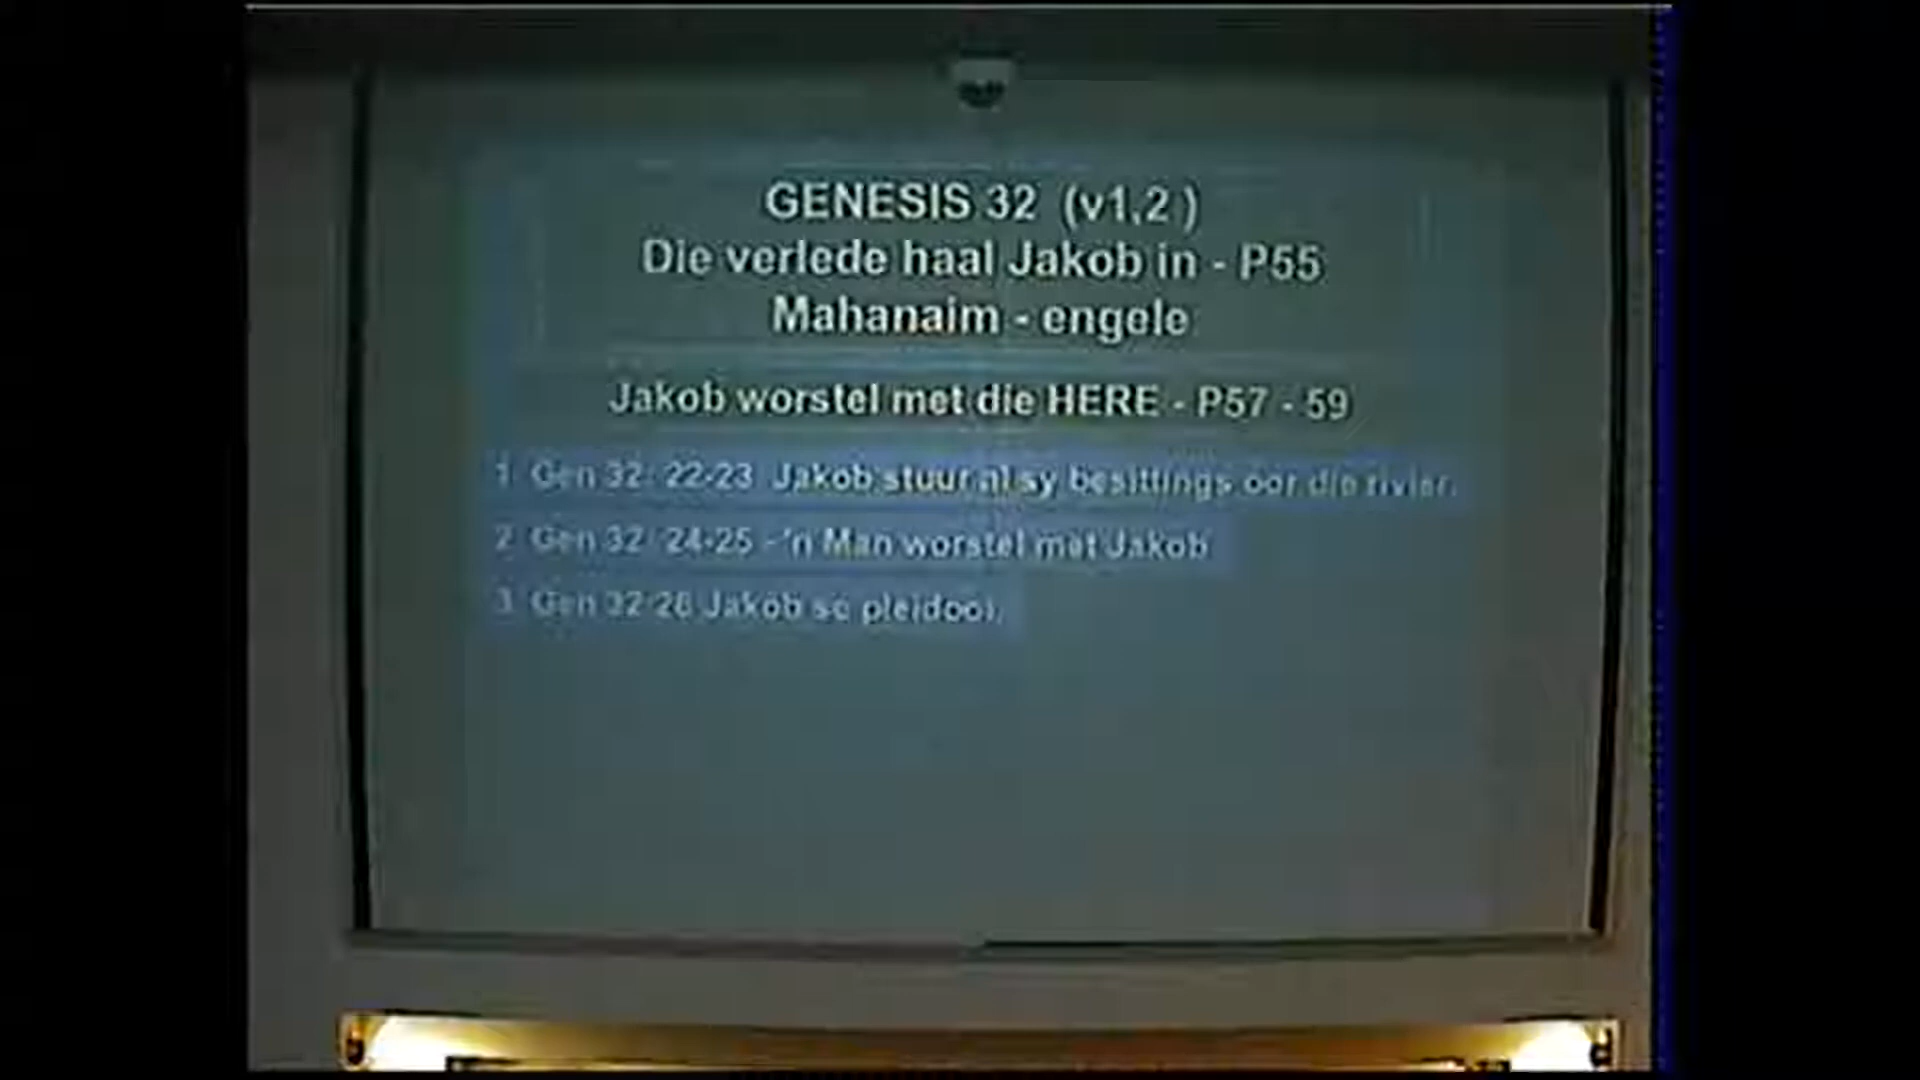 GENESIS 32 (v1,2 )
Die verlede haal Jakob in - P55
Mahanaim - engele
Jakob worstel met die HERE - P57 - 59
1 Gen 32: 22-23 Jakob stuur al sy besittings oor die rivier.
2 Gen 32: 24-25 - 'n Man worstel met Jakob
3 Gen 32:26 Jakob se pleidooi.